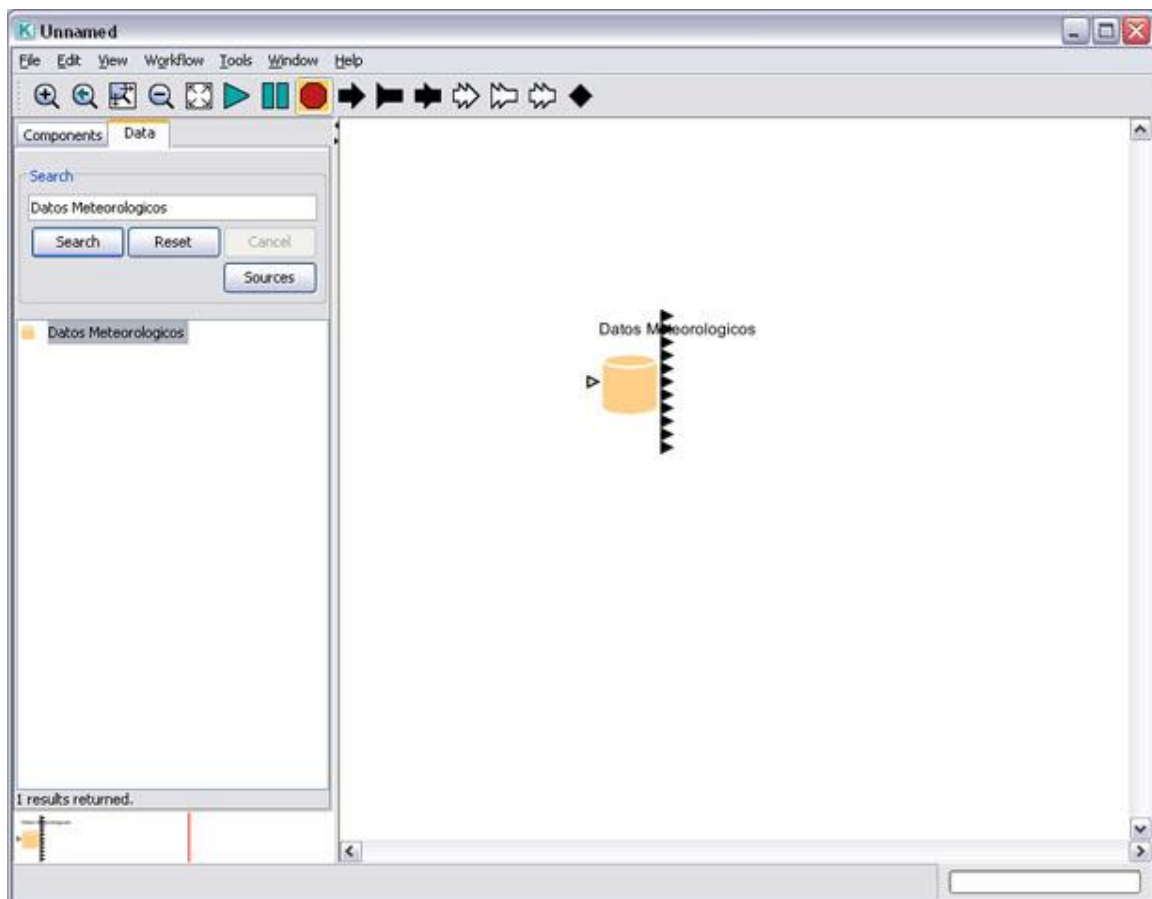 Unnamed
File Edit View Workflow Tools Window Help
Components Data
Search
Datos Meteorologicos
Search Reset Cancel
Sources
Datos Meteorologicos
1 results returned.
Datos Meteorologicos